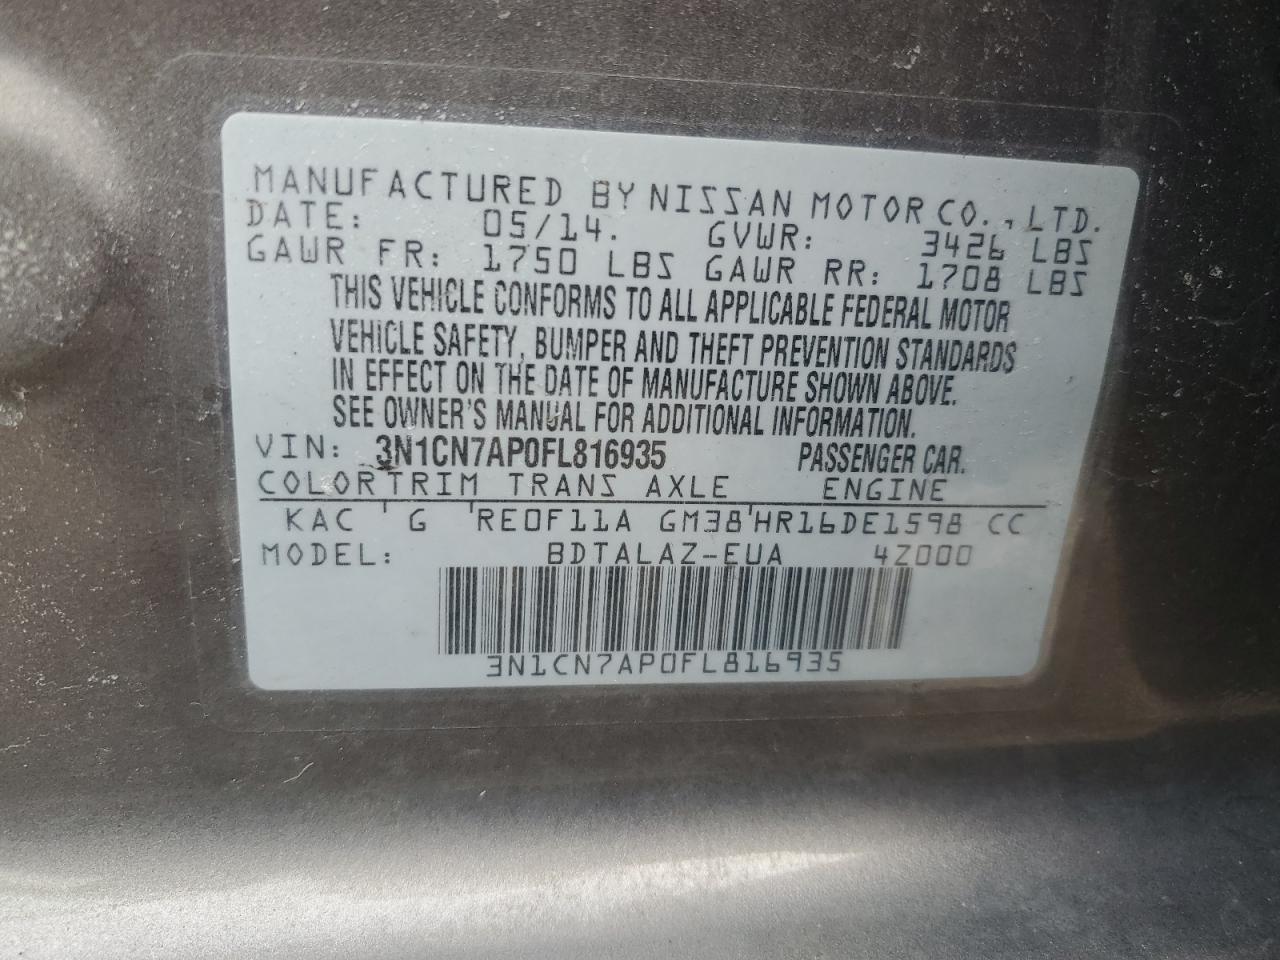 MANUFACTURED BY NISSAN MOTOR CO., LTD.
DATE: 05/14. GVWR: 3426 LBS
GAWR FR: 1750 LBS GAWR RR: 1708 LBS
THIS VEHICLE CONFORMS TO ALL APPLICABLE FEDERAL MOTOR
VEHICLE SAFETY, BUMPER AND THEFT PREVENTION STANDARDS
IN EFFECT ON THE DATE OF MANUFACTURE SHOWN ABOVE.
SEE OWNER'S MANUAL FOR ADDITIONAL INFORMATION.
VIN: 3N1CN7AP0FL816935 PASSENGER CAR.
COLOR TRIM TRANS AXLE ENGINE
KAC ' G ' RE0F11A GM38 ' HR16DE1598 CC
MODEL: BDTALAZ-EUA 4Z000
3N1CN7AP0FL816935